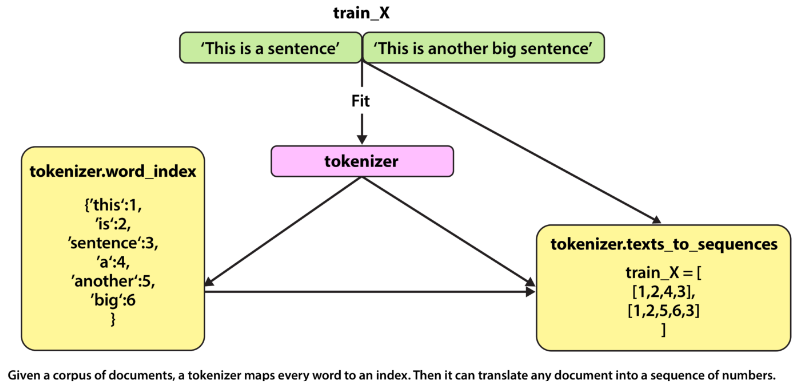 train_X
‘This is a sentence’
‘This is another big sentence’
Fit
tokenizer
tokenizer.word_index
{’this‘:1,
’is‘:2,
’sentence‘:3,
’a‘:4,
’another‘:5,
’big‘:6
}
tokenizer.texts_to_sequences
train_X = [
[1,2,4,3],
[1,2,5,6,3]
]
Given a corpus of documents, a tokenizer maps every word to an index. Then it can translate any document into a sequence of numbers.